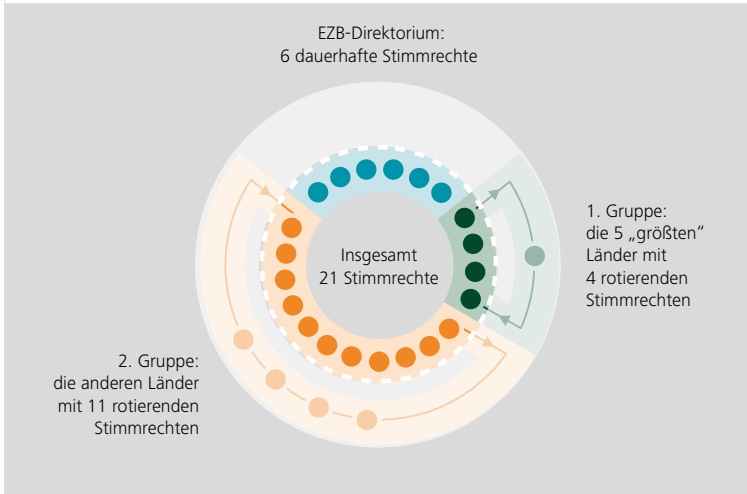 EZB-Direktorium:
6 dauerhafte Stimmrechte
Insgesamt
21 Stimmrechte
1. Gruppe:
die 5 „größten“
Länder mit
4 rotierenden
Stimmrechten
2. Gruppe:
die anderen Länder
mit 11 rotierenden
Stimmrechten